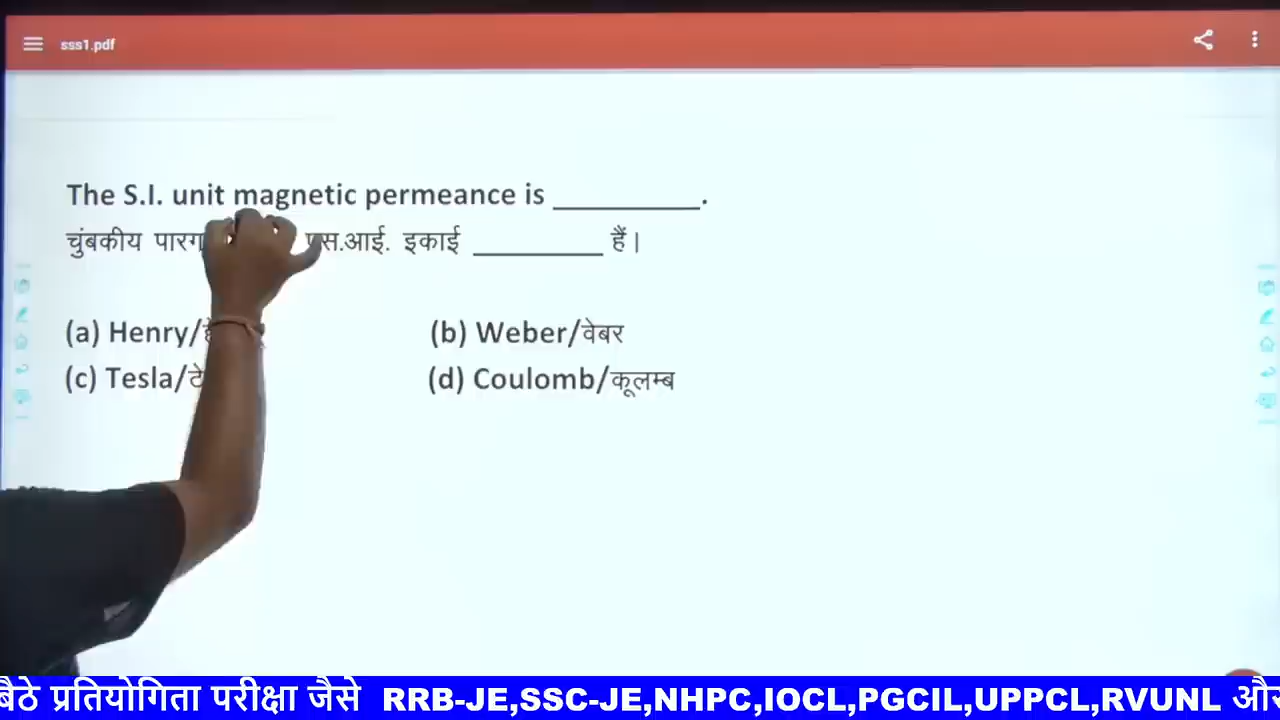 sss1.pdf
The S.I. unit magnetic permeance is __________.
चुंबकीय एस.आई. इकाई __________ हैं।
(a) Henry/
(b) Weber/वेबर
(c) Tesla/
(d) Coulomb/कूलम्ब
बैठे प्रतियोगिता परीक्षा जैसे RRB-JE,SSC-JE,NHPC,IOCL,PGCIL,UPPCL,RVUNL